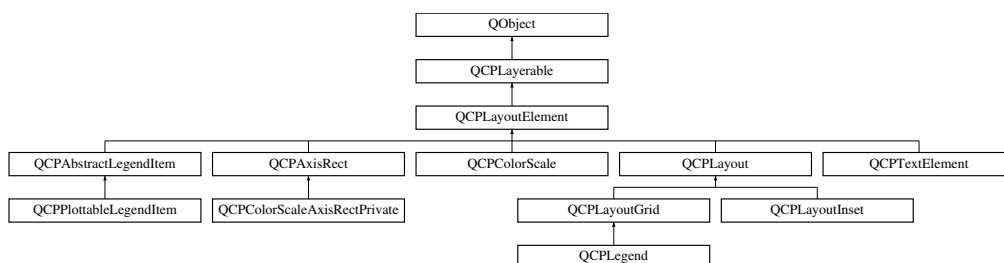 QObject
QCPLayerable
QCPLayoutElement
QCPAbstractLegendItem QCPAxisRect QCPColorScale QCPLayout QCPTextElement
QCPPlottableLegendItem QCPColorScaleAxisRectPrivate QCPLayoutGrid QCPLayoutInset
QCPLegend